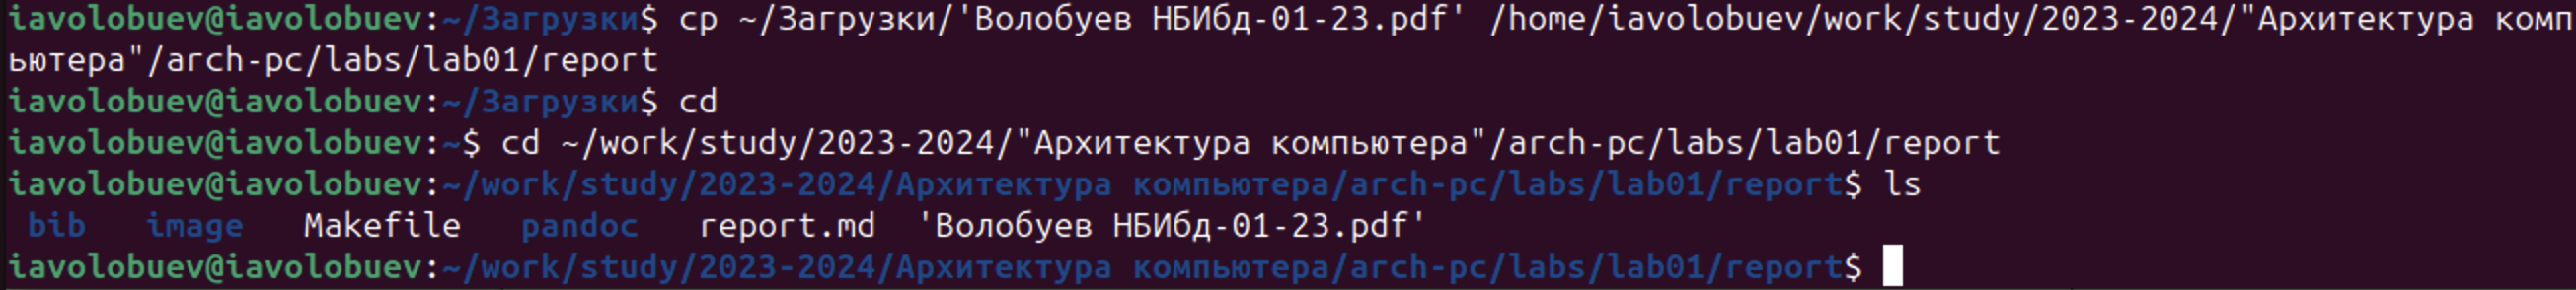 iavolobuev@iavolobuev:~/Загрузки$ cp ~/Загрузки/'Волобуев НБИбд-01-23.pdf' /home/iavolobuev/work/study/2023-2024/"Архитектура комп
ьютера"/arch-pc/labs/lab01/report
iavolobuev@iavolobuev:~/Загрузки$ cd
iavolobuev@iavolobuev:~$ cd ~/work/study/2023-2024/"Архитектура компьютера"/arch-pc/labs/lab01/report
iavolobuev@iavolobuev:~/work/study/2023-2024/Архитектура компьютера/arch-pc/labs/lab01/report$ ls
bib image Makefile pandoc report.md 'Волобуев НБИбд-01-23.pdf'
iavolobuev@iavolobuev:~/work/study/2023-2024/Архитектура компьютера/arch-pc/labs/lab01/report$